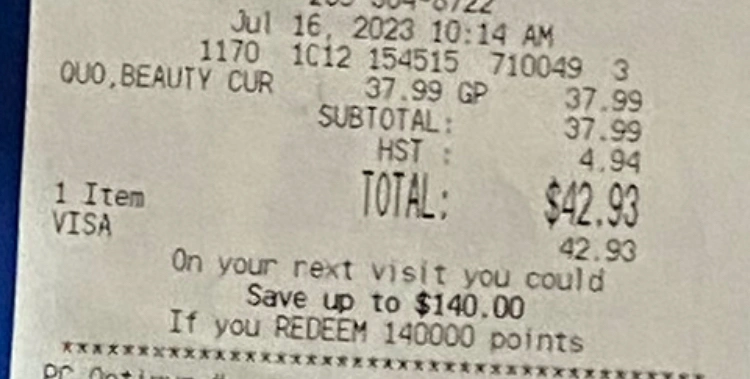 Jul 16, 2023 10:14 AM
1170 1C12 154515 710049 3
QUO,BEAUTY CUR 37.99 GP 37.99
SUBTOTAL: 37.99
HST : 4.94
TOTAL: $42.93
1 Item
VISA 42.93
On your next visit you could
Save up to $140.00
If you REDEEM 140000 points
***************************************
PC Optimum